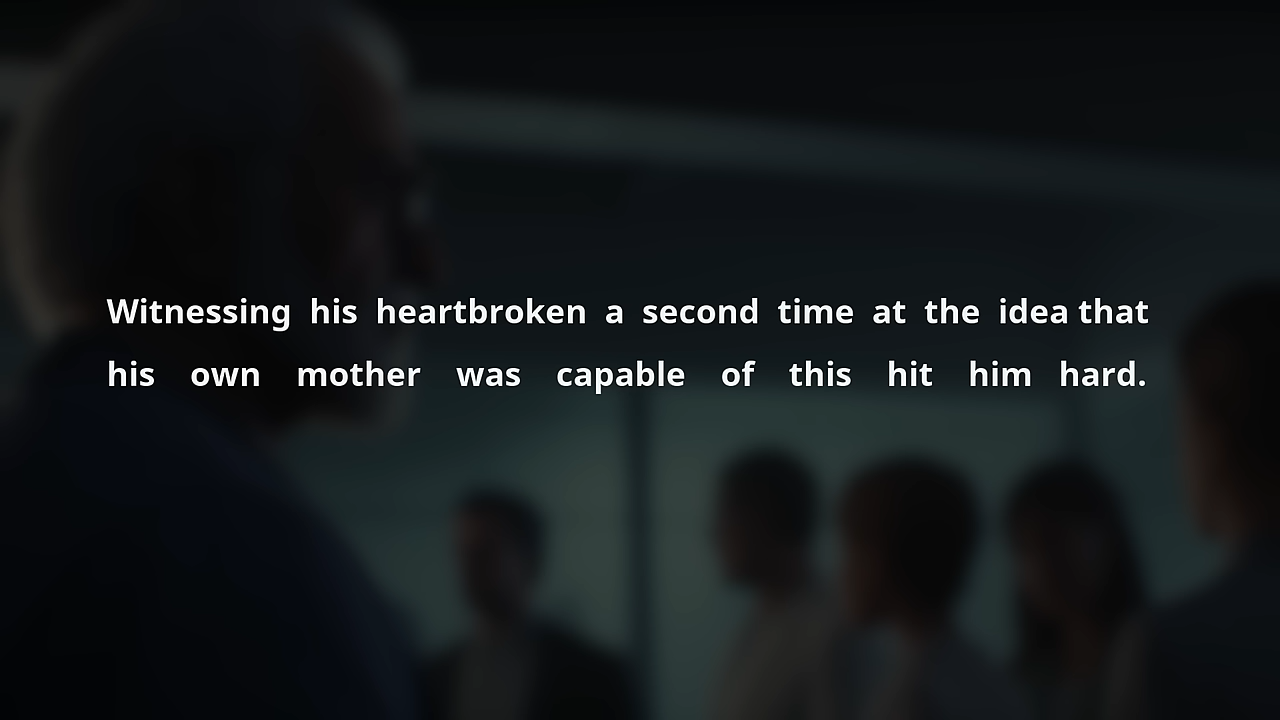 Witnessing his heartbroken a second time at the idea that
his own mother was capable of this hit him hard.